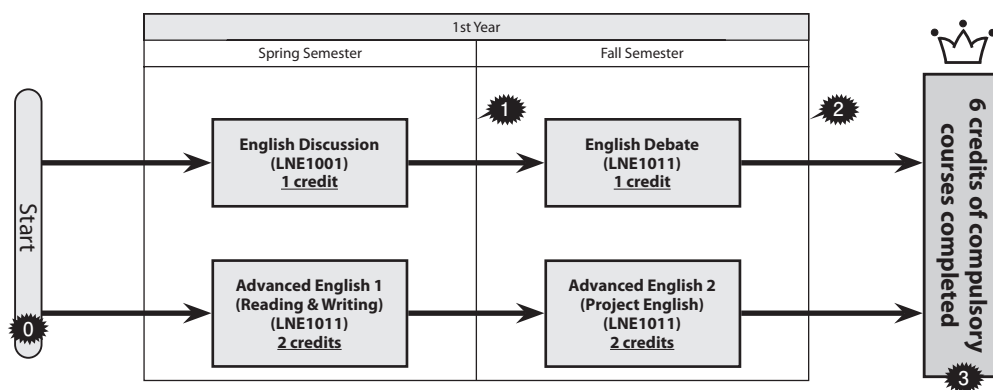 1st Year
Spring Semester
Fall Semester
Start
0
1
2
English Discussion
(LNE1001)
1 credit
English Debate
(LNE1011)
1 credit
Advanced English 1
(Reading & Writing)
(LNE1011)
2 credits
Advanced English 2
(Project English)
(LNE1011)
2 credits
6 credits of compulsory
courses completed
3